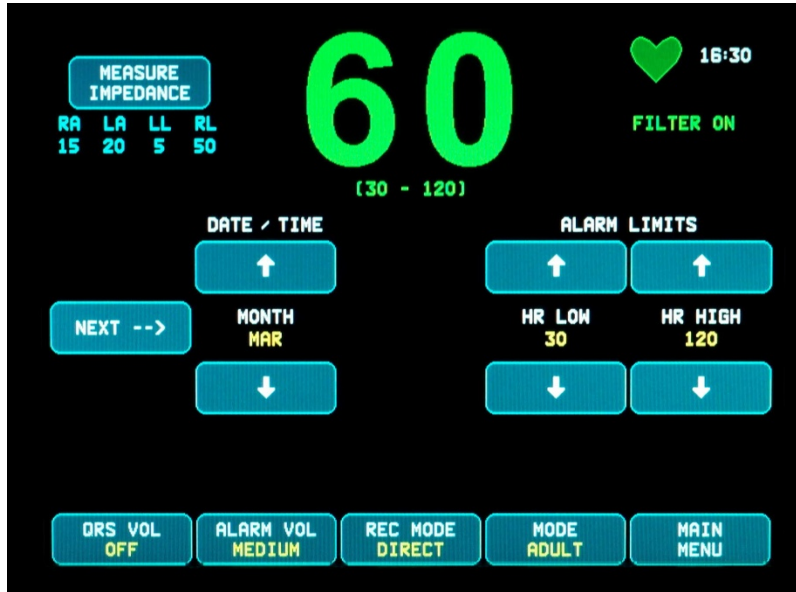 MEASURE
IMPEDANCE
RA LA LL RL
15 20 5 50
60
(30 - 120)
16:30
FILTER ON
DATE / TIME
MONTH
MAR
NEXT -->
ALARM LIMITS
HR LOW
30
HR HIGH
120
QRS VOL
OFF
ALARM VOL
MEDIUM
REC MODE
DIRECT
MODE
ADULT
MAIN
MENU